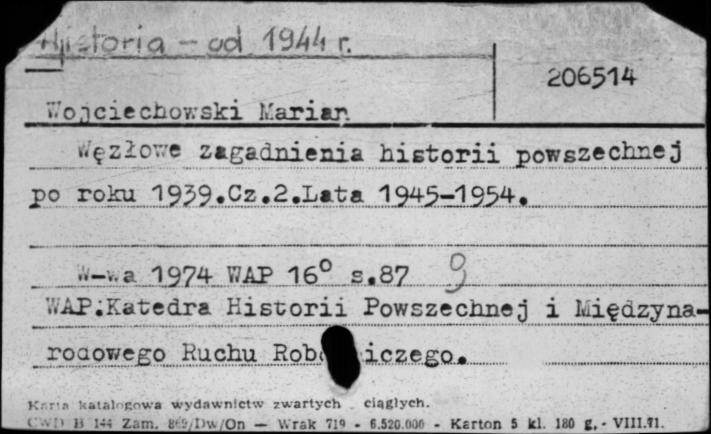 Historia - od 1944 r.
206514
Wojciechowski Marian
Węzłowe zagadnienia historii powszechnej
po roku 1939.Cz.2.Lata 1945-1954.
W-wa 1974 WAP 16° s.87 9
WAP.Katedra Historii Powszechnej i Międzyna-
rodowego Ruchu iczego.
Karta katalogowa wydawnictw zwartych ciągłych.
CWD B 144 Zam. 869/Dw/On — Wrak 719 - 6.520.000 - Karton 5 kl. 180 g. - VIII.71.